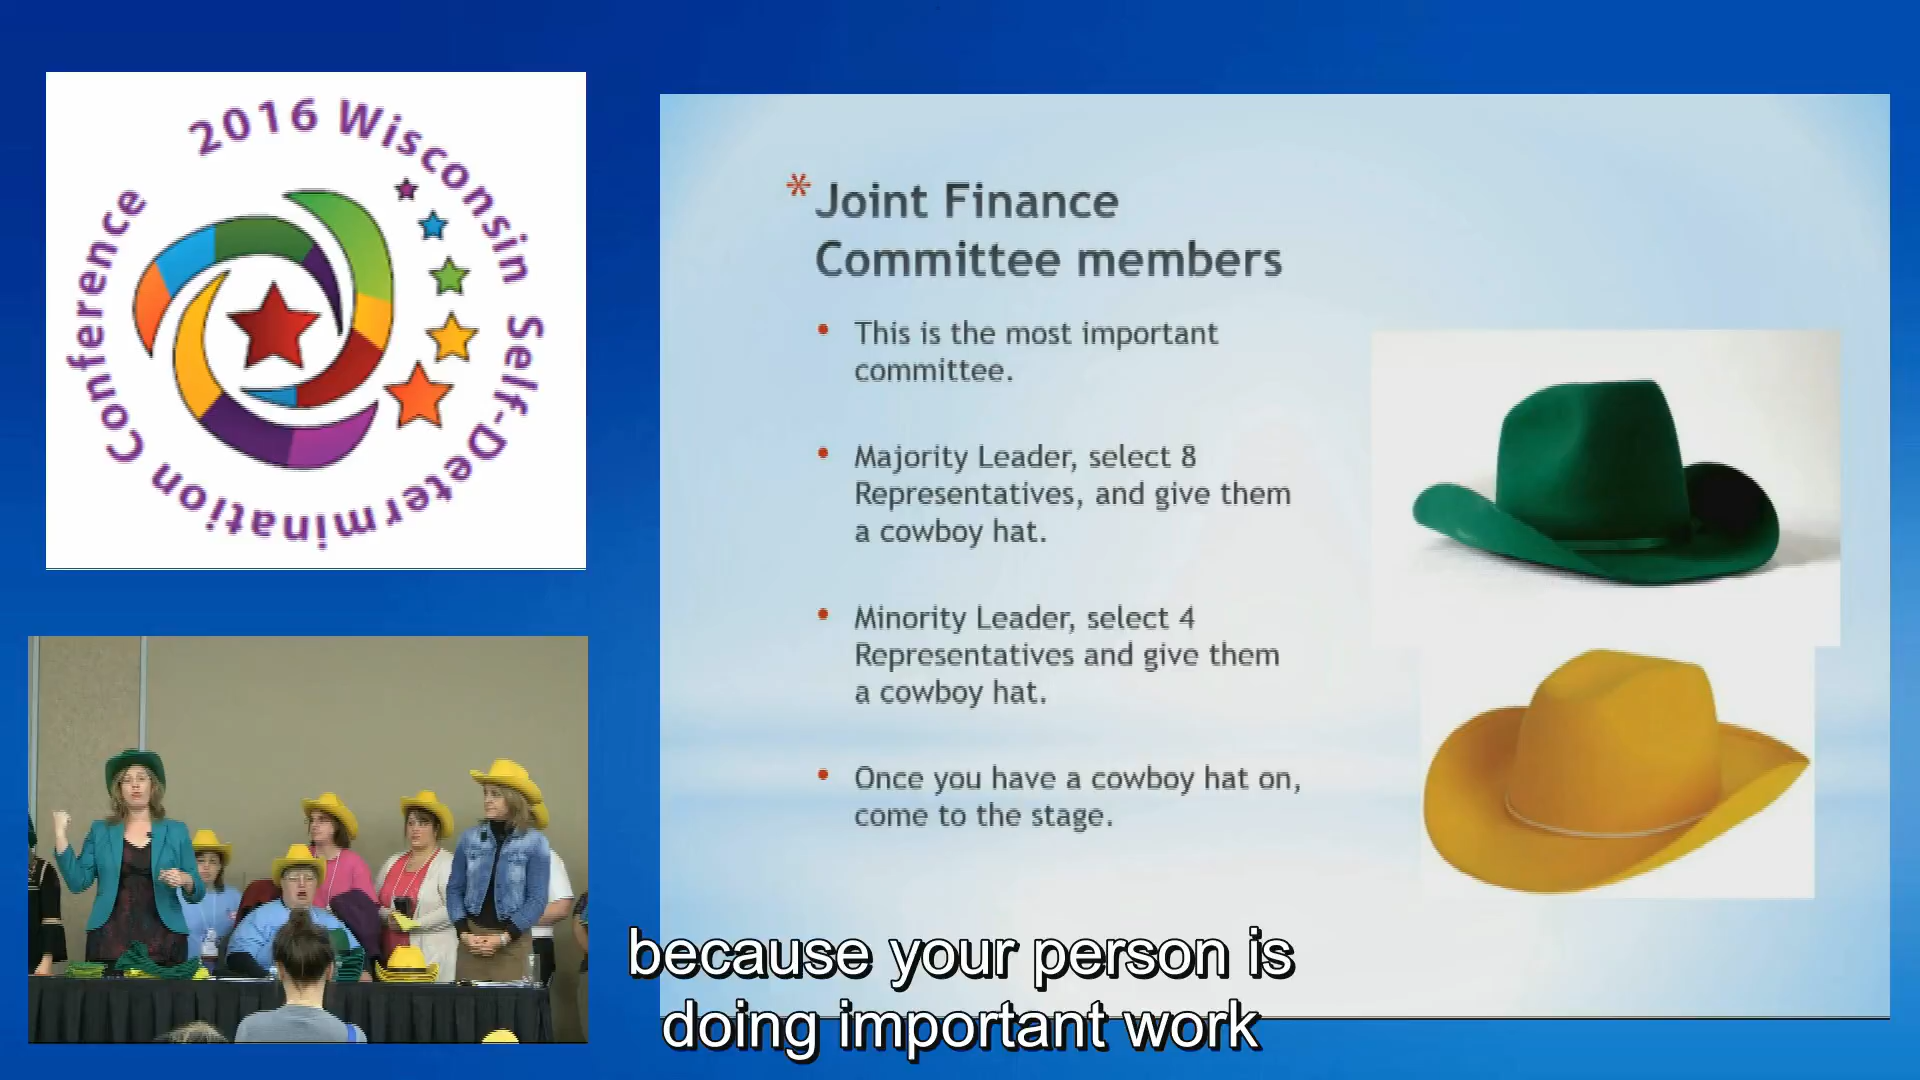 2016 Wisconsin Self-Determination Conference
* Joint Finance
Committee members
• This is the most important
committee.
• Majority Leader, select 8
Representatives, and give them
a cowboy hat.
• Minority Leader, select 4
Representatives and give them
a cowboy hat.
• Once you have a cowboy hat on,
come to the stage.
because your person is
doing important work